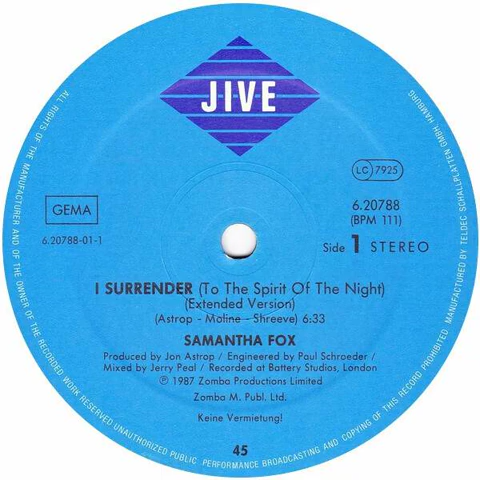 JIVE
LC 7925
GEMA
6.20788
(BPM 111)
6.20788-01-1
Side 1 STEREO
I SURRENDER (To The Spirit Of The Night)
(Extended Version)
(Astrop - Moline - Shreeve) 6:33
SAMANTHA FOX
Produced by Jon Astrop / Engineered by Paul Schroeder /
Mixed by Jerry Peal / Recorded at Battery Studios, London
℗ 1987 Zomba Productions Limited
Zomba M. Publ. Ltd.
Keine Vermietung!
45
ALL RIGHTS OF THE MANUFACTURER AND OF THE OWNER OF THE RECORDED WORK RESERVED UNAUTHORIZED PUBLIC PERFORMANCE BROADCASTING AND COPYING OF THIS RECORD PROHIBITED MANUFACTURED BY TELDEC SCHALLPLATTEN GMBH, HAMBURG